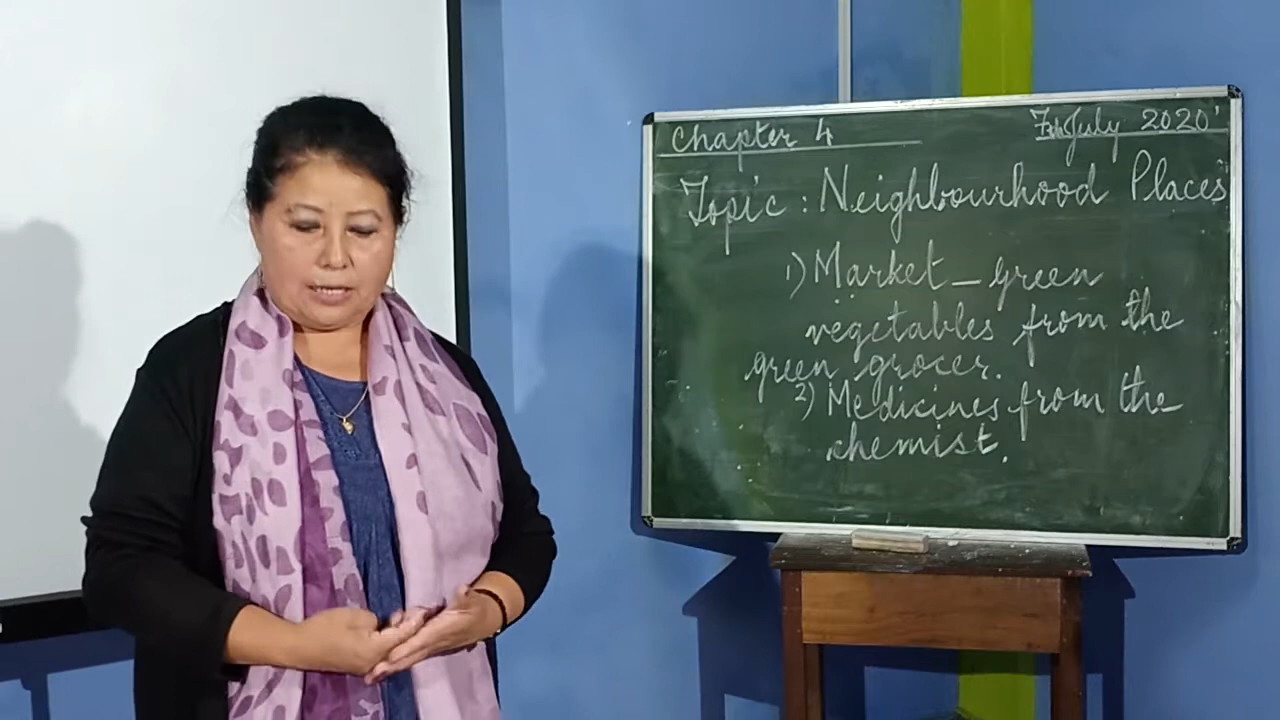 Chapter 4 7th July 2020
Topic : Neighbourhood Places
1) Market - green
vegetables from the
green grocer.
2) Medicines from the
chemist.